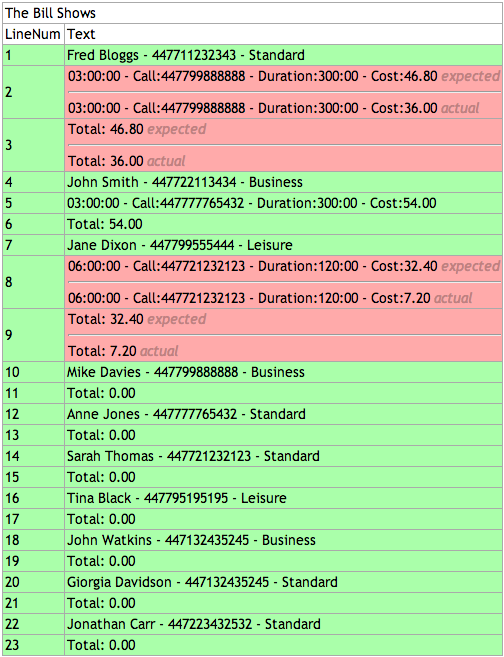 The Bill Shows
LineNum Text
1 Fred Bloggs - 447711232343 - Standard
2 03:00:00 - Call:447799888888 - Duration:300:00 - Cost:46.80 expected
03:00:00 - Call:447799888888 - Duration:300:00 - Cost:36.00 actual
3 Total: 46.80 expected
Total: 36.00 actual
4 John Smith - 447722113434 - Business
5 03:00:00 - Call:447777765432 - Duration:300:00 - Cost:54.00
6 Total: 54.00
7 Jane Dixon - 447799555444 - Leisure
8 06:00:00 - Call:447721232123 - Duration:120:00 - Cost:32.40 expected
06:00:00 - Call:447721232123 - Duration:120:00 - Cost:7.20 actual
9 Total: 32.40 expected
Total: 7.20 actual
10 Mike Davies - 447799888888 - Business
11 Total: 0.00
12 Anne Jones - 447777765432 - Standard
13 Total: 0.00
14 Sarah Thomas - 447721232123 - Standard
15 Total: 0.00
16 Tina Black - 447795195195 - Leisure
17 Total: 0.00
18 John Watkins - 447132435245 - Business
19 Total: 0.00
20 Giorgia Davidson - 447132435245 - Standard
21 Total: 0.00
22 Jonathan Carr - 447223432532 - Standard
23 Total: 0.00